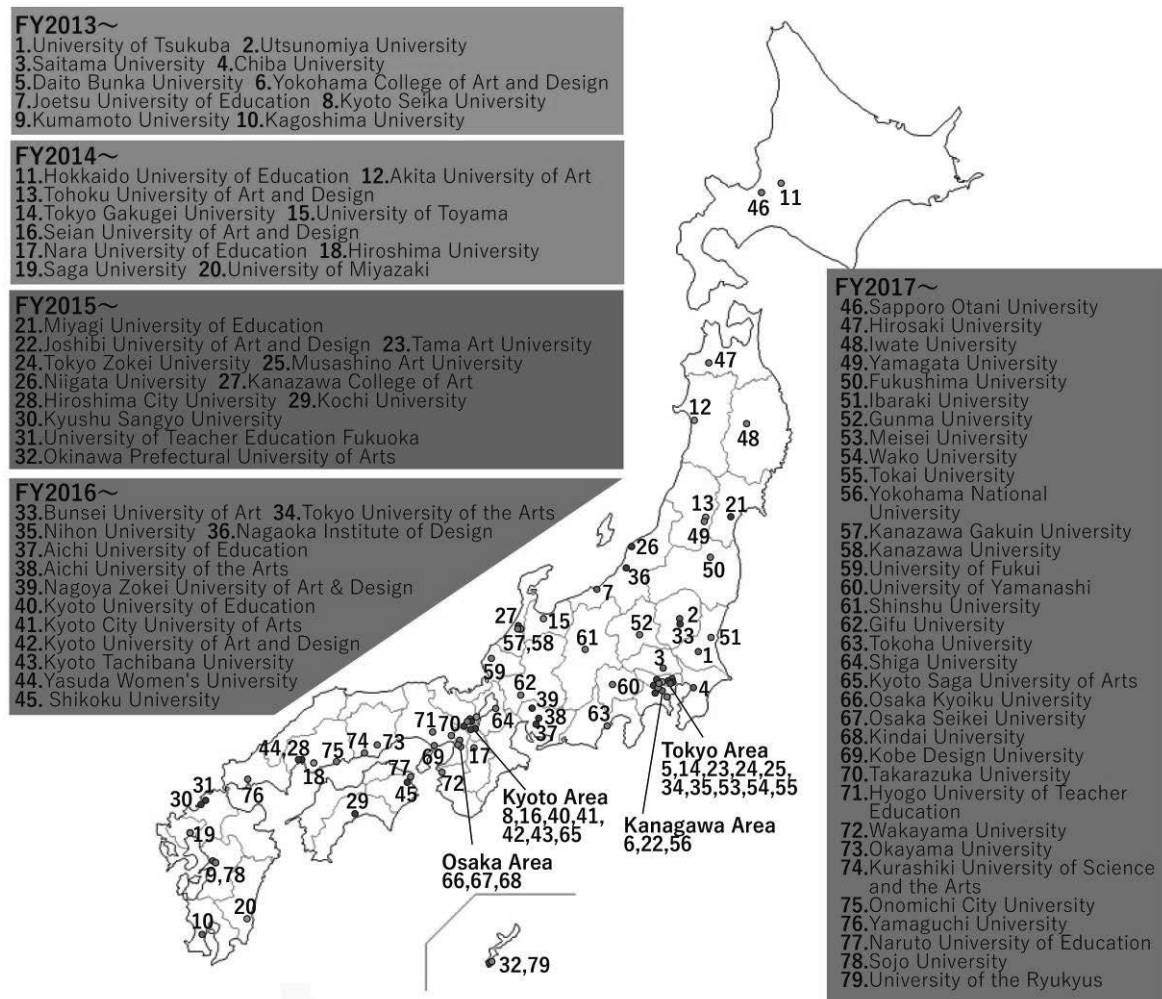 FY2013～
1.University of Tsukuba 2.Utsunomiya University
3.Saitama University 4.Chiba University
5.Daito Bunka University 6.Yokohama College of Art and Design
7.Joetsu University of Education 8.Kyoto Seika University
9.Kumamoto University 10.Kagoshima University
FY2014～
11.Hokkaido University of Education 12.Akita University of Art
13.Tohoku University of Art and Design
14.Tokyo Gakugei University 15.University of Toyama
16.Seian University of Art and Design
17.Nara University of Education 18.Hiroshima University
19.Saga University 20.University of Miyazaki
FY2015～
21.Miyagi University of Education
22.Joshibi University of Art and Design 23.Tama Art University
24.Tokyo Zokei University 25.Musashino Art University
26.Niigata University 27.Kanazawa College of Art
28.Hiroshima City University 29.Kochi University
30.Kyushu Sangyo University
31.University of Teacher Education Fukuoka
32.Okinawa Prefectural University of Arts
FY2016～
33.Bunsei University of Art 34.Tokyo University of the Arts
35.Nihon University 36.Nagaoka Institute of Design
37.Aichi University of Education
38.Aichi University of the Arts
39.Nagoya Zokei University of Art & Design
40.Kyoto University of Education
41.Kyoto City University of Arts
42.Kyoto University of Art and Design
43.Kyoto Tachibana University
44.Yasuda Women's University
45. Shikoku University
FY2017～
46.Sapporo Otani University
47.Hirosaki University
48.Iwate University
49.Yamagata University
50.Fukushima University
51.Ibaraki University
52.Gunma University
53.Meisei University
54.Wako University
55.Tokai University
56.Yokohama National
University
57.Kanazawa Gakuin University
58.Kanazawa University
59.University of Fukui
60.University of Yamanashi
61.Shinshu University
62.Gifu University
63.Tokoha University
64.Shiga University
65.Kyoto Saga University of Arts
66.Osaka Kyoiku University
67.Osaka Seikei University
68.Kindai University
69.Kobe Design University
70.Takarazuka University
71.Hyogo University of Teacher
Education
72.Wakayama University
73.Okayama University
74.Kurashiki University of Science
and the Arts
75.Onomichi City University
76.Yamaguchi University
77.Naruto University of Education
78.Sojo University
79.University of the Ryukyus
46
11
47
12
48
13
21
49
26
50
36
7
27
15
2
52
33
57,58
61
51
1
59
3
62
60
4
39
64
38
63
37
71
70
74
73
44,28
75
69
17
18
77
72
31
76
45
30
29
19
9,78
20
10
32,79
Tokyo Area
5,14,23,24,25,
34,35,53,54,55
Kyoto Area
8,16,40,41,
42,43,65
Kanagawa Area
6,22,56
Osaka Area
66,67,68